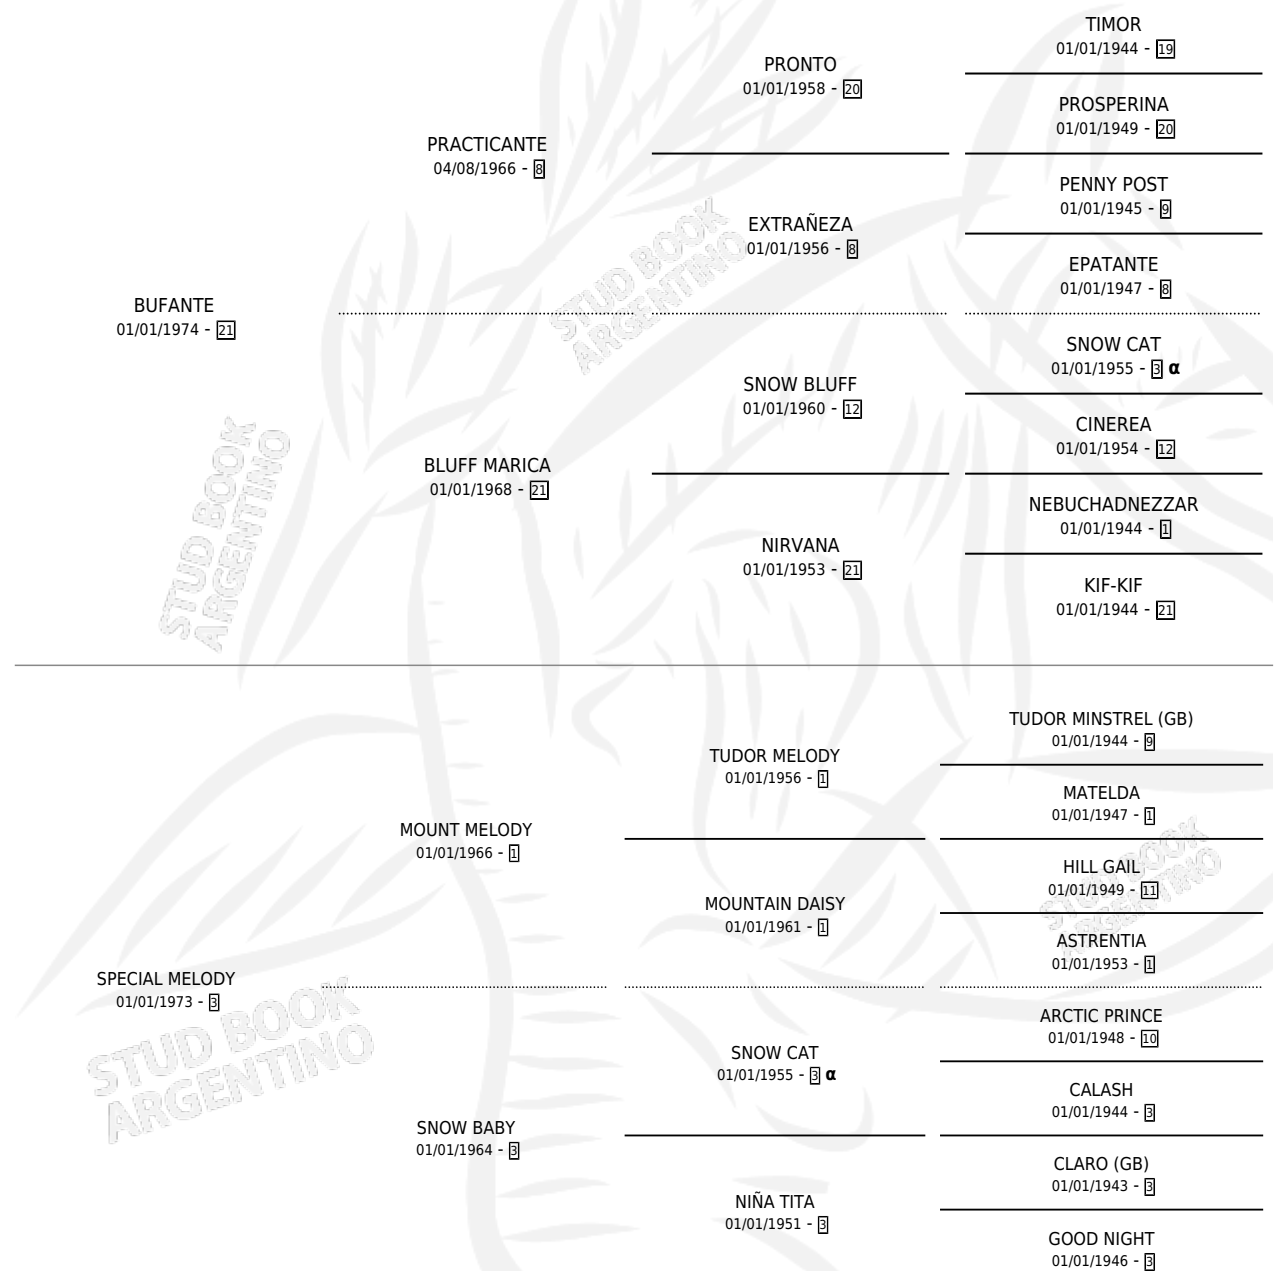 TIMOR
01/01/1944 - 19
PRONTO
01/01/1958 - 20
PROSPERINA
01/01/1949 - 20
PRACTICANTE
04/08/1966 - 8
PENNY POST
01/01/1945 - 9
EXTRAÑEZA
01/01/1956 - 8
EPATANTE
01/01/1947 - 8
BUFANTE
01/01/1974 - 21
SNOW CAT
01/01/1955 - 3 α
SNOW BLUFF
01/01/1960 - 12
CINEREA
01/01/1954 - 12
BLUFF MARICA
01/01/1968 - 21
NEBUCHADNEZZAR
01/01/1944 - 1
NIRVANA
01/01/1953 - 21
KIF-KIF
01/01/1944 - 21
STUD BOOK
ARGENTINO
STUD BOOK
ARGENTINO
TUDOR MINSTREL (GB)
01/01/1944 - 9
TUDOR MELODY
01/01/1956 - 1
MATELDA
01/01/1947 - 1
MOUNT MELODY
01/01/1966 - 1
HILL GAIL
01/01/1949 - 11
MOUNTAIN DAISY
01/01/1961 - 1
ASTRENTIA
01/01/1953 - 1
SPECIAL MELODY
01/01/1973 - 3
ARCTIC PRINCE
01/01/1948 - 10
SNOW CAT
01/01/1955 - 3 α
CALASH
01/01/1944 - 3
SNOW BABY
01/01/1964 - 3
CLARO (GB)
01/01/1943 - 3
NIÑA TITA
01/01/1951 - 3
GOOD NIGHT
01/01/1946 - 3
STUD BOOK
ARGENTINO
STUD BOOK
ARGENTINO